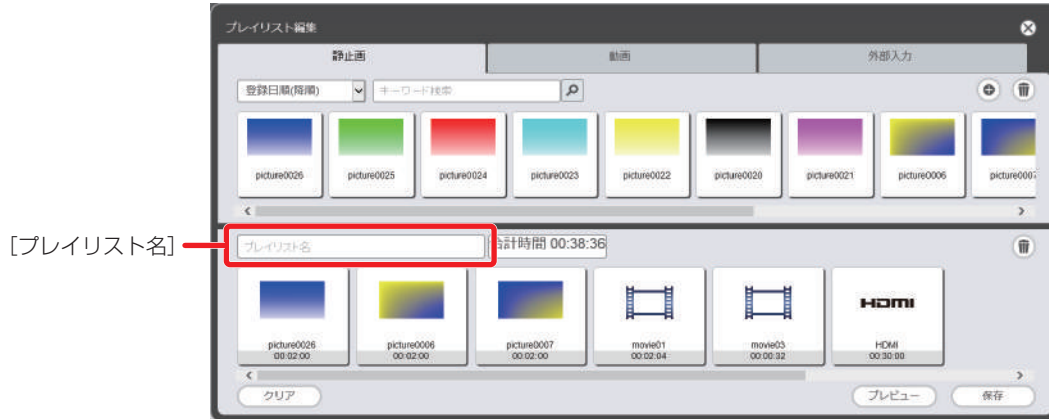 プレイリスト編集
静止画 動画 外部入力
登録日順(降順) キーワード検索
picture0026 picture0025 picture0024 picture0023 picture0022 picture0020 picture0021 picture0006 picture0007
[プレイリスト名]
プレイリスト名 合計時間 00:38:36
HDMI
picture0026 picture0006 picture0007 movie01 movie03 HDMI
00:02:00 00:02:00 00:02:00 00:02:04 00:00:32 00:30:00
クリア プレビュー 保存